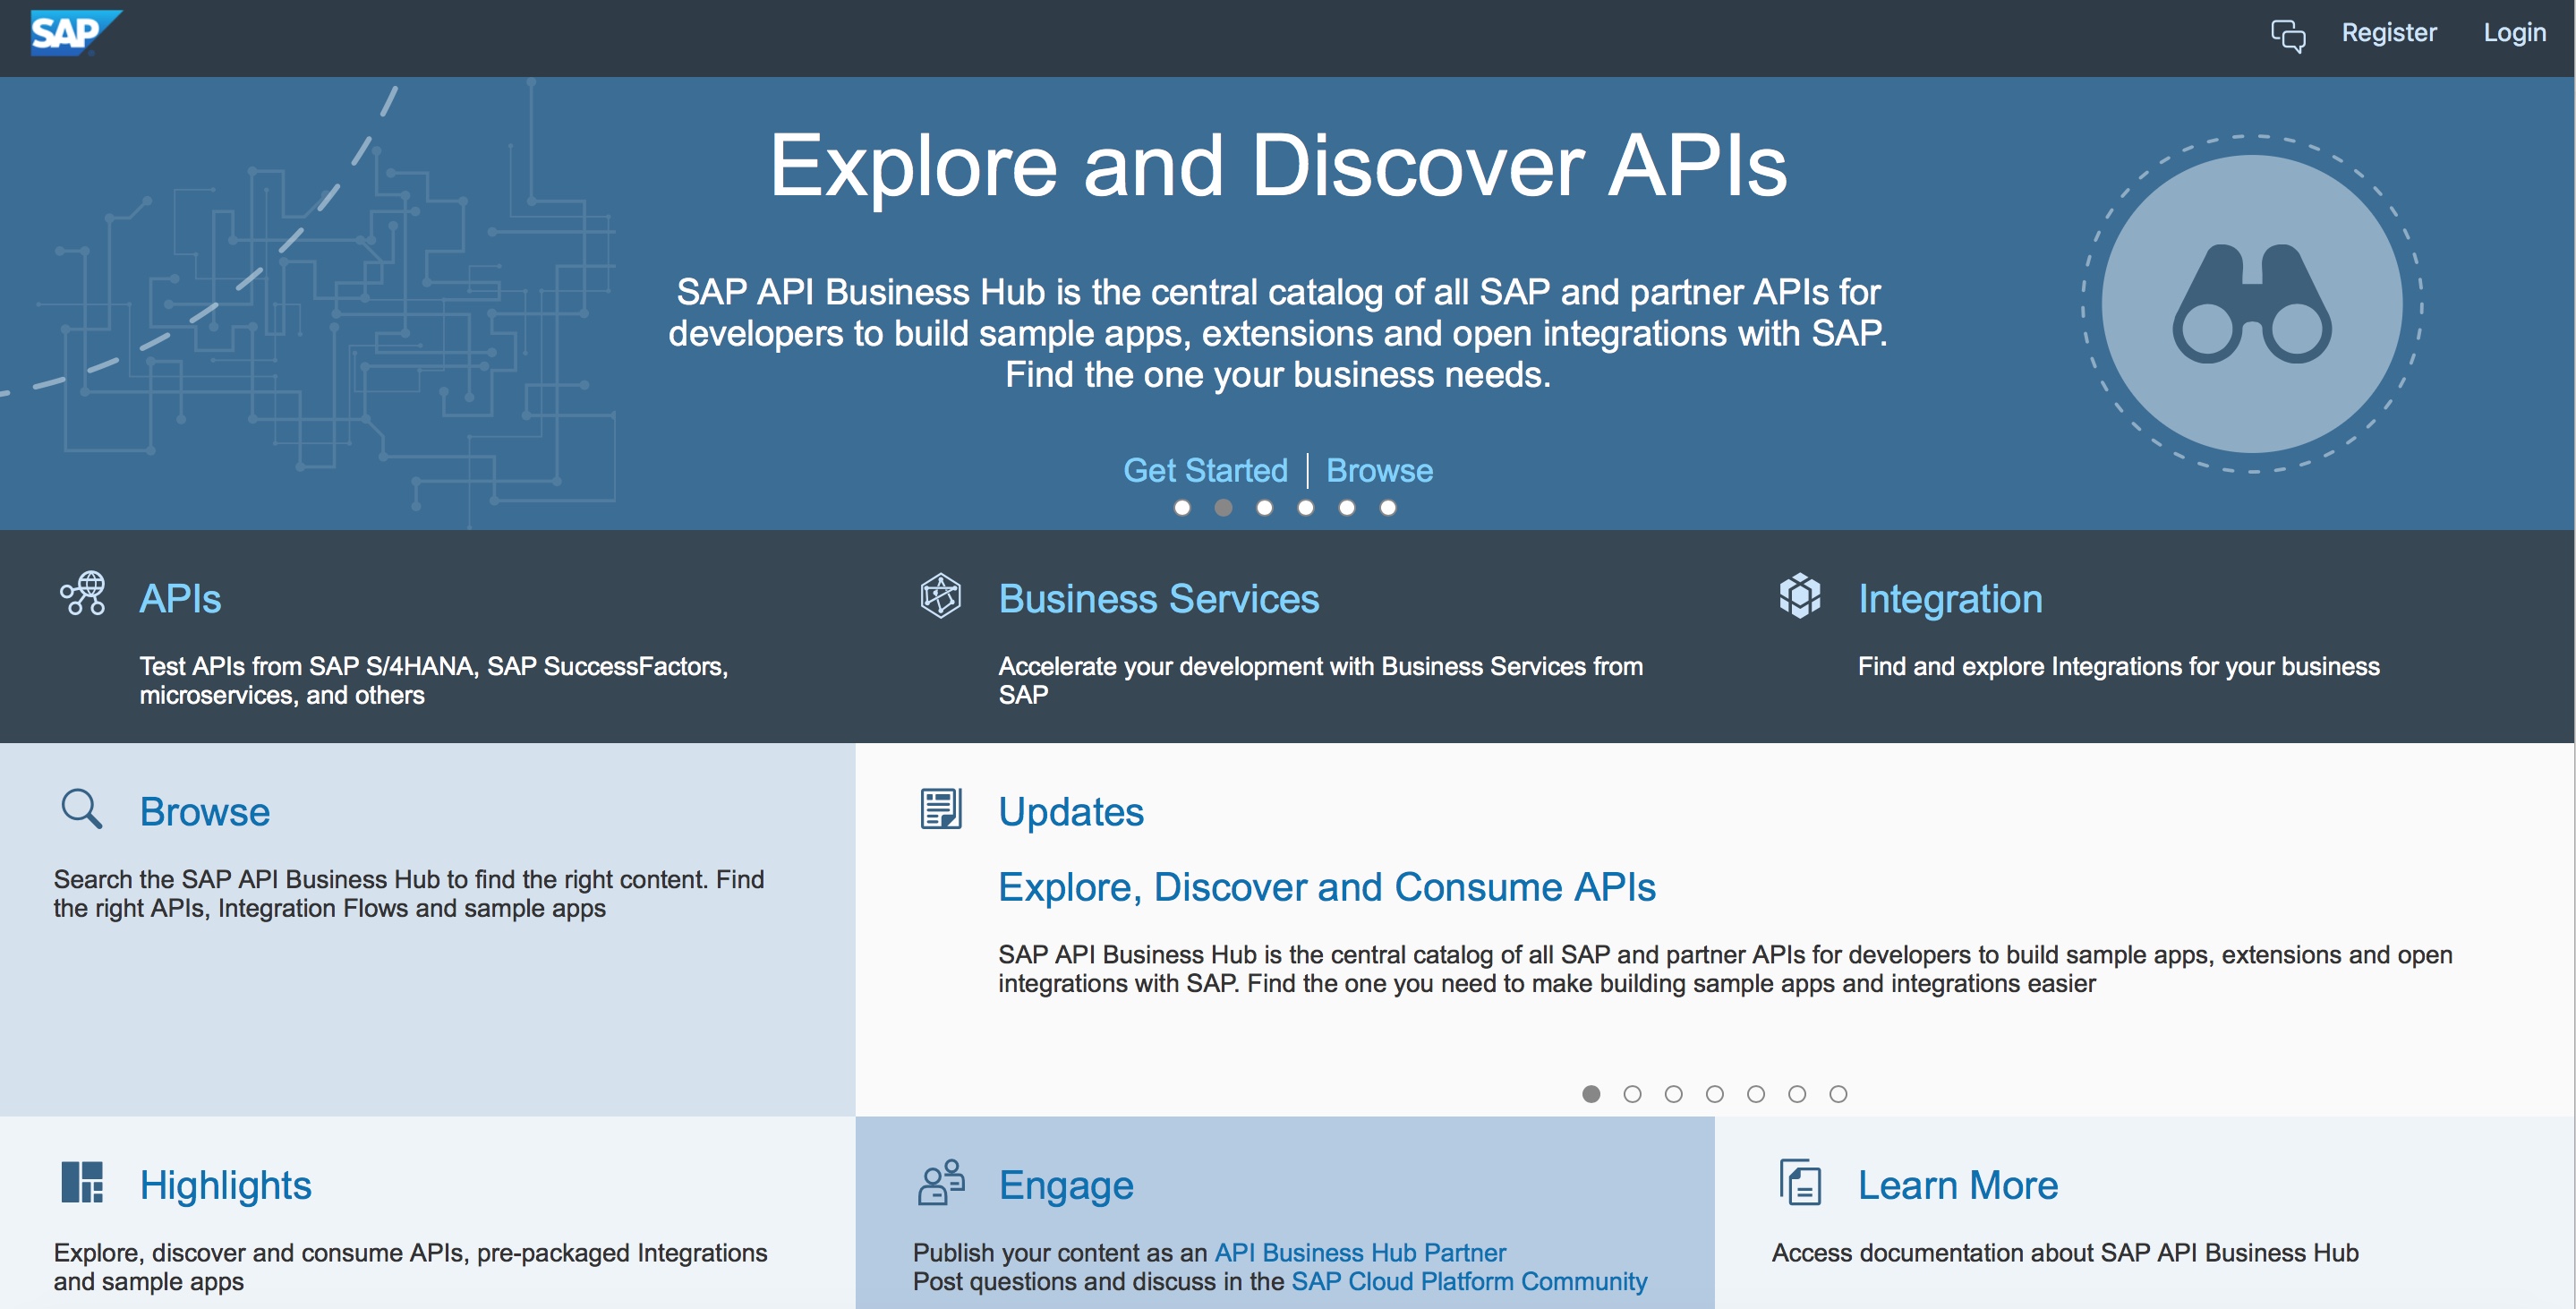 SAP
Register
Login
Explore and Discover APIs
SAP API Business Hub is the central catalog of all SAP and partner APIs for
developers to build sample apps, extensions and open integrations with SAP.
Find the one your business needs.
Get Started | Browse
APIs
Test APIs from SAP S/4HANA, SAP SuccessFactors,
microservices, and others
Business Services
Accelerate your development with Business Services from
SAP
Integration
Find and explore Integrations for your business
Browse
Search the SAP API Business Hub to find the right content. Find
the right APIs, Integration Flows and sample apps
Updates
Explore, Discover and Consume APIs
SAP API Business Hub is the central catalog of all SAP and partner APIs for developers to build sample apps, extensions and open
integrations with SAP. Find the one you need to make building sample apps and integrations easier
Highlights
Explore, discover and consume APIs, pre-packaged Integrations
and sample apps
Engage
Publish your content as an API Business Hub Partner
Post questions and discuss in the SAP Cloud Platform Community
Learn More
Access documentation about SAP API Business Hub